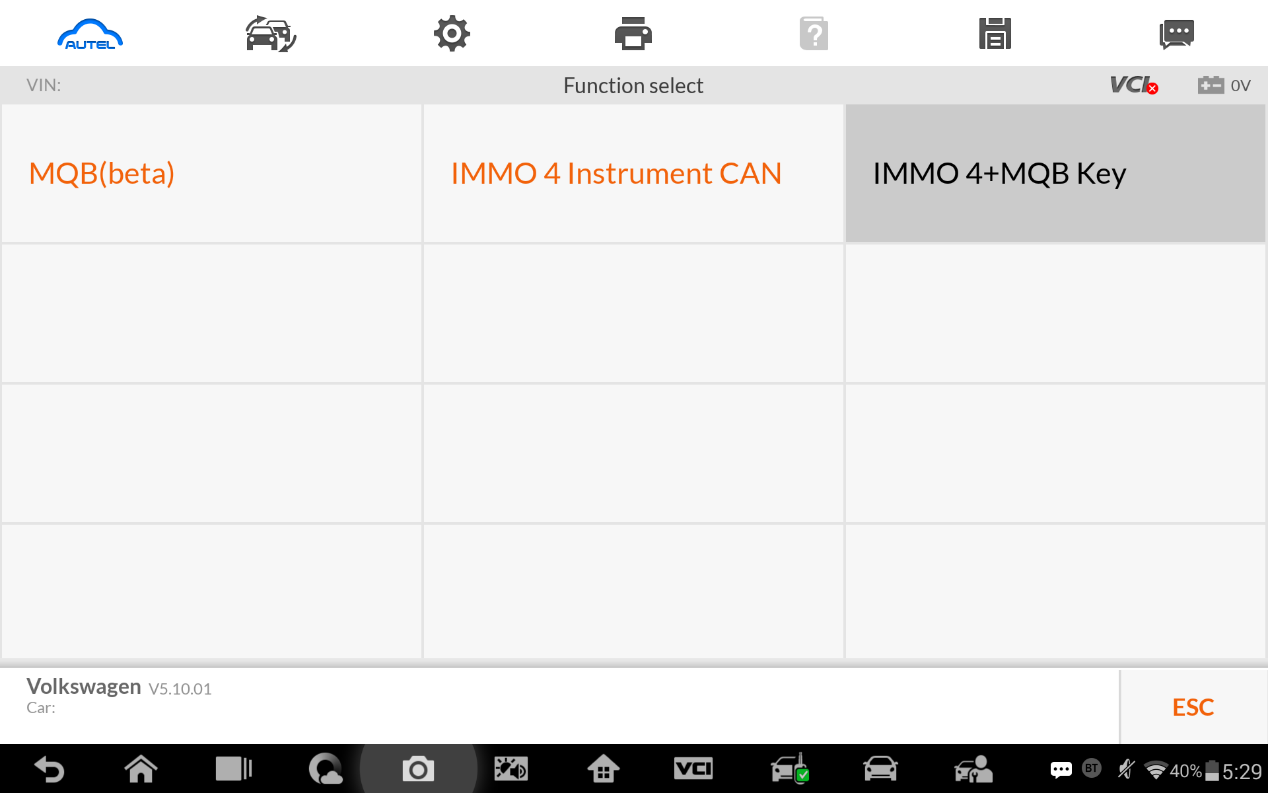 AUTEL
VIN:
Function select
VCI
0V
MQB(beta)
IMMO 4 Instrument CAN
IMMO 4+MQB Key
Volkswagen V5.10.01
Car:
ESC
VCI
BT
40%
5:29